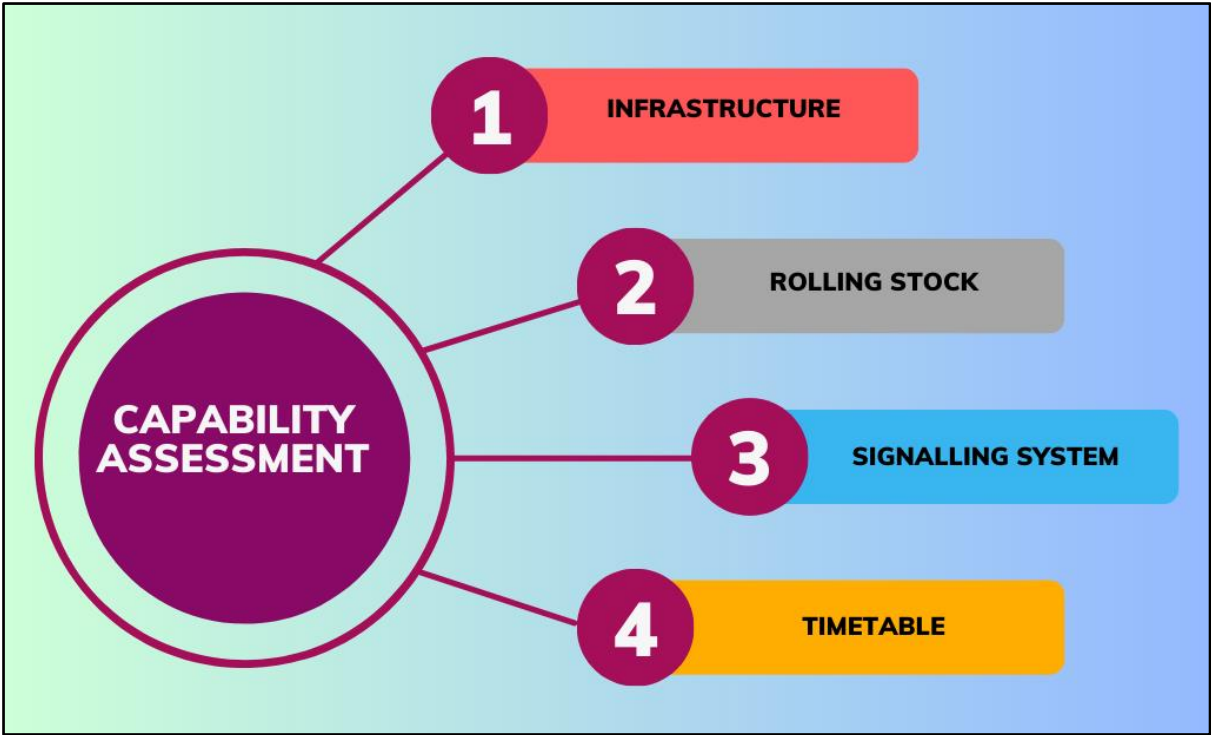 1
INFRASTRUCTURE
2
ROLLING STOCK
CAPABILITY
ASSESSMENT
3
SIGNALLING SYSTEM
4
TIMETABLE